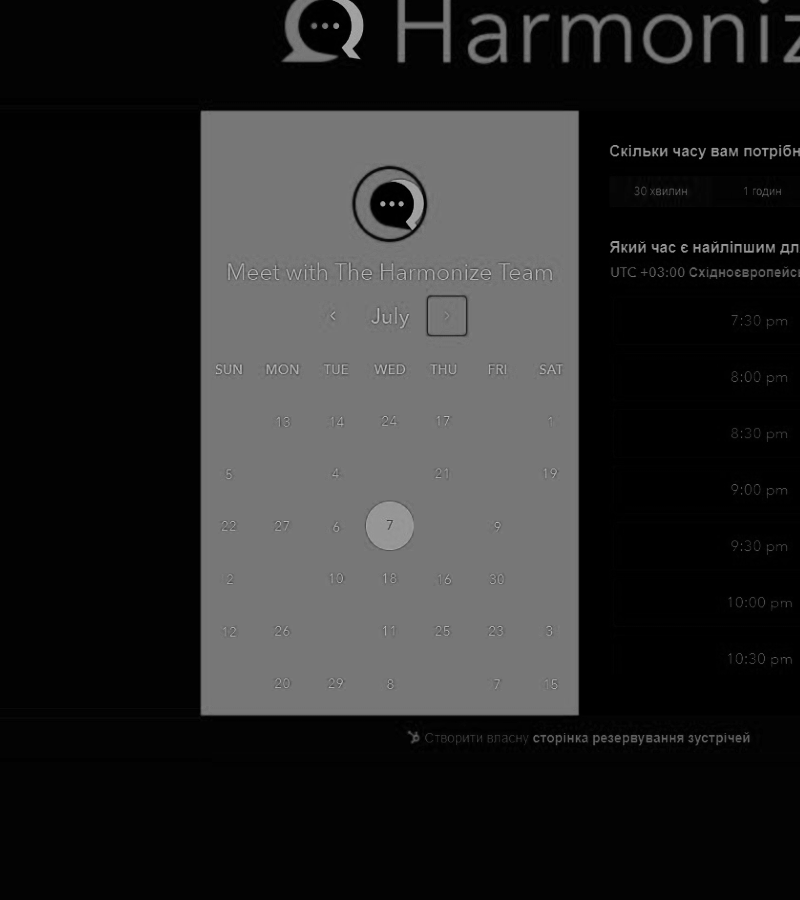 Harmoniz
Meet with The Harmonize Team
July
SUN MON TUE WED THU FRI SAT
13 14 24 17 1
5 4 21 19
22 27 6 7 9
2 10 18 16 30
12 26 11 25 23 3
20 29 8 7 15
Скільки часу вам потрібн
30 хвилин 1 годин
Який час є найліпшим дл
UTC +03:00 Східноєвропейсь
7:30 pm
8:00 pm
8:30 pm
9:00 pm
9:30 pm
10:00 pm
10:30 pm
Створити власну сторінка резервування зустрічей